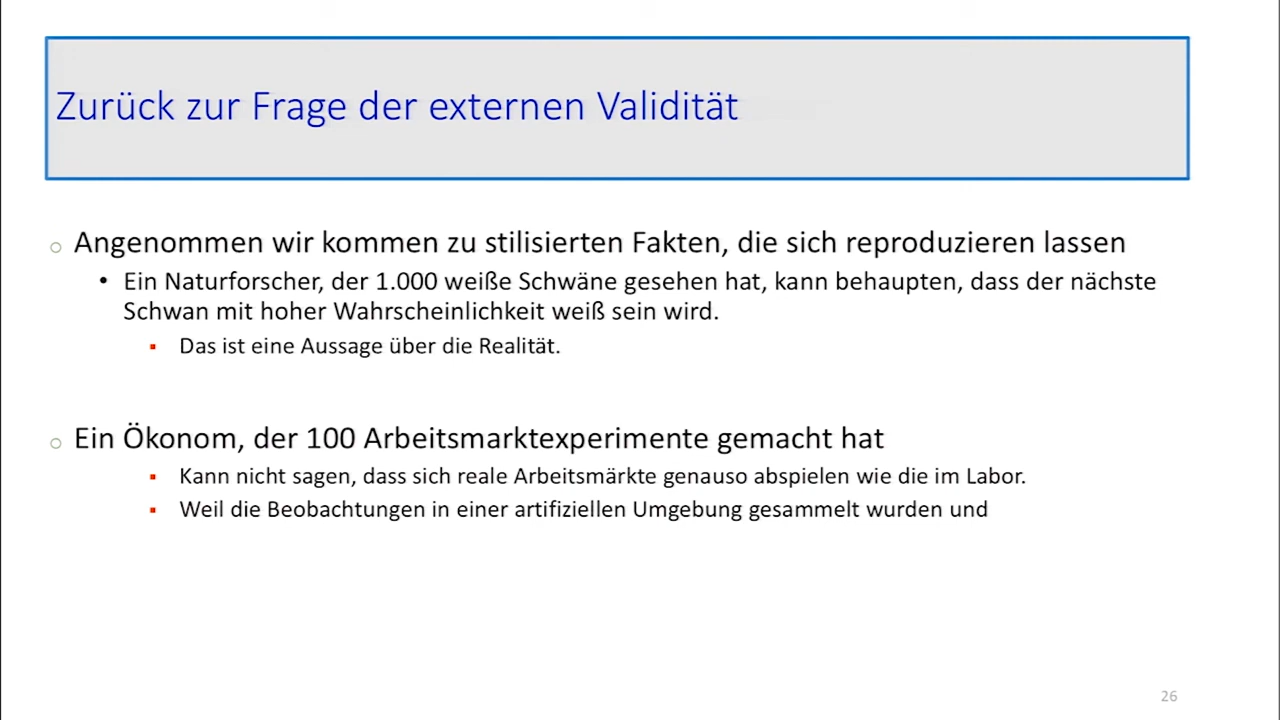 Zurück zur Frage der externen Validität
○ Angenommen wir kommen zu stilisierten Fakten, die sich reproduzieren lassen
• Ein Naturforscher, der 1.000 weiße Schwäne gesehen hat, kann behaupten, dass der nächste
Schwan mit hoher Wahrscheinlichkeit weiß sein wird.
▪ Das ist eine Aussage über die Realität.
○ Ein Ökonom, der 100 Arbeitsmarktexperimente gemacht hat
▪ Kann nicht sagen, dass sich reale Arbeitsmärkte genauso abspielen wie die im Labor.
▪ Weil die Beobachtungen in einer artifiziellen Umgebung gesammelt wurden und
26